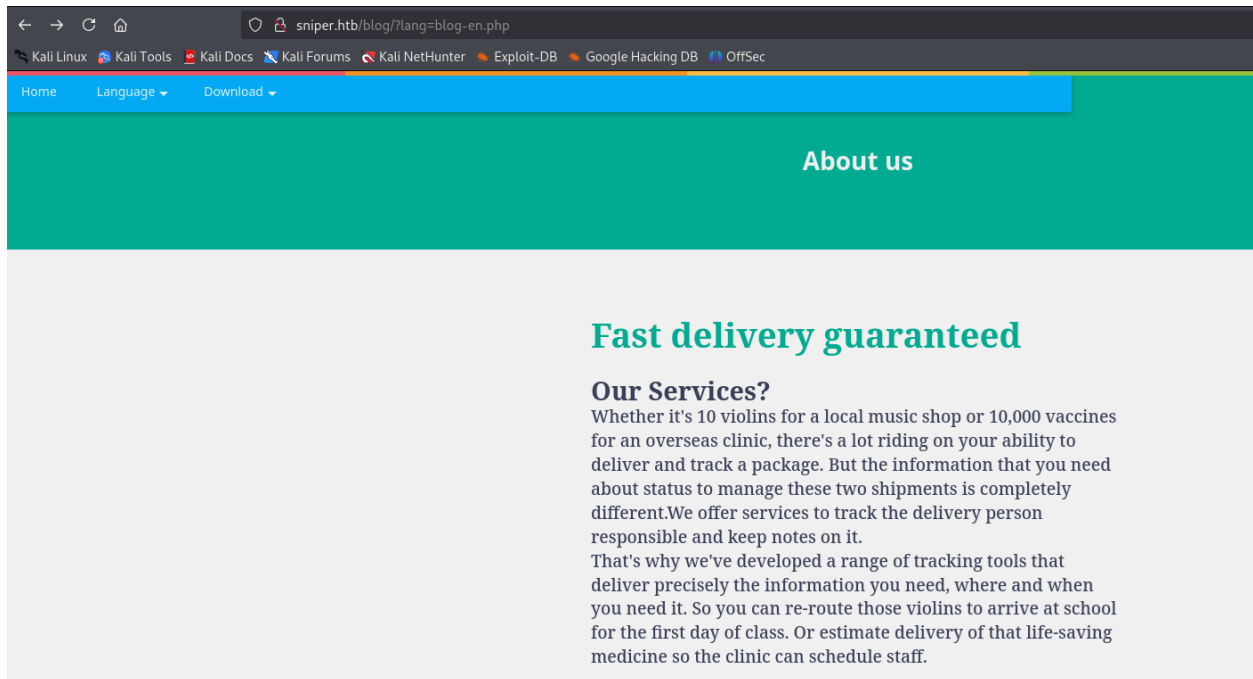 sniper.htb/blog/?lang=blog-en.php
Kali Linux Kali Tools Kali Docs Kali Forums Kali NetHunter Exploit-DB Google Hacking DB OffSec
Home Language Download
About us
Fast delivery guaranteed
Our Services?
Whether it's 10 violins for a local music shop or 10,000 vaccines
for an overseas clinic, there's a lot riding on your ability to
deliver and track a package. But the information that you need
about status to manage these two shipments is completely
different.We offer services to track the delivery person
responsible and keep notes on it.
That's why we've developed a range of tracking tools that
deliver precisely the information you need, where and when
you need it. So you can re-route those violins to arrive at school
for the first day of class. Or estimate delivery of that life-saving
medicine so the clinic can schedule staff.